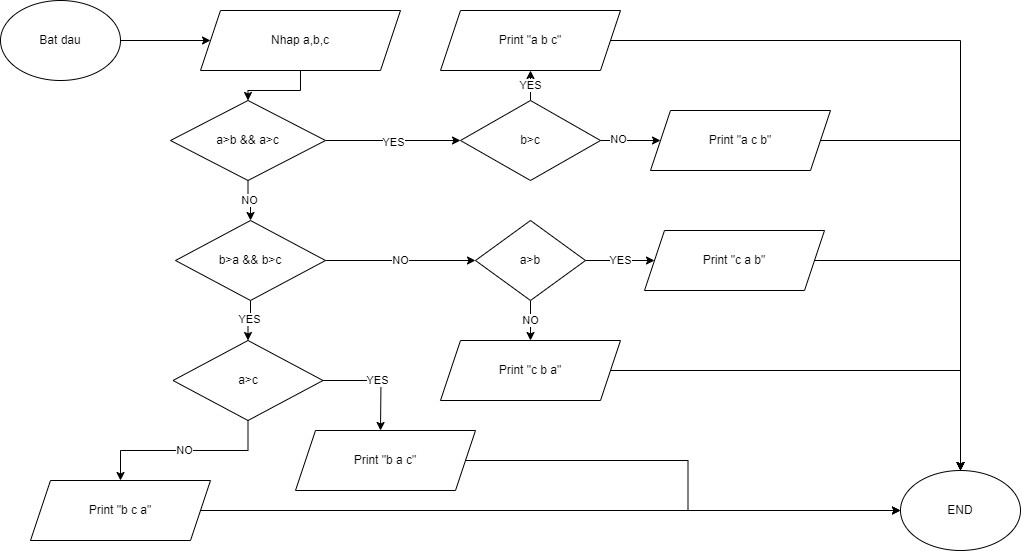 Bat dau
Nhap a,b,c
Print "a b c"
YES
a>b && a>c
YES
b>c
NO
Print "a c b"
NO
b>a && b>c
NO
a>b
YES
Print "c a b"
YES
NO
a>c
YES
Print "c b a"
NO
Print "b a c"
Print "b c a"
END